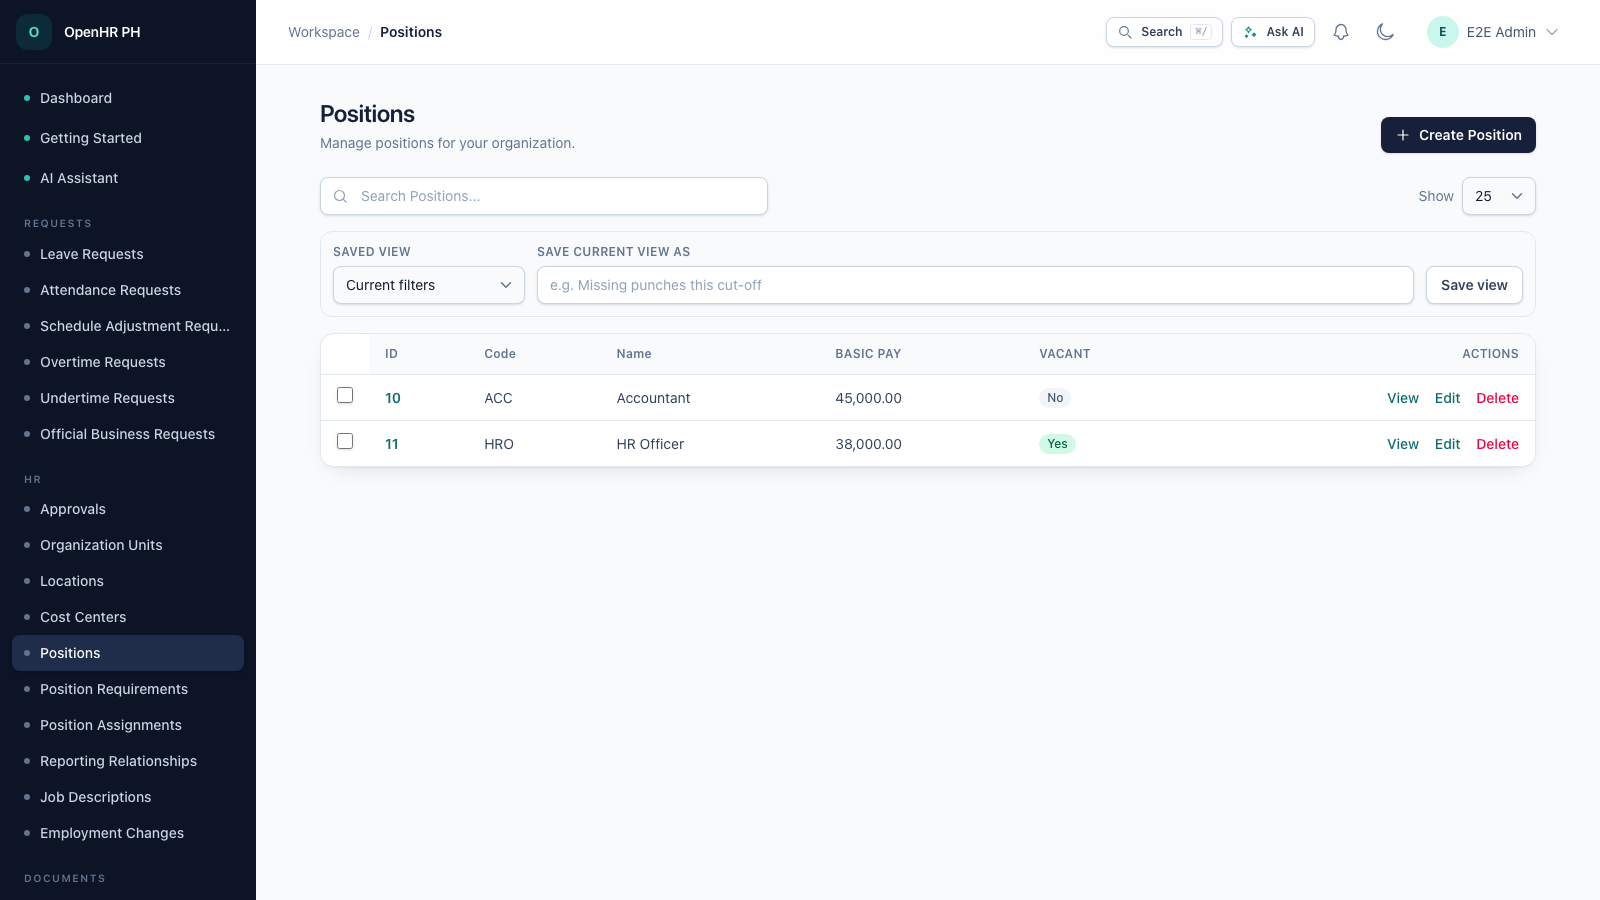 O OpenHR PH
Workspace / Positions
Search ⌘/
Ask AI
E E2E Admin
Dashboard
Getting Started
AI Assistant
REQUESTS
Leave Requests
Attendance Requests
Schedule Adjustment Requ...
Overtime Requests
Undertime Requests
Official Business Requests
HR
Approvals
Organization Units
Locations
Cost Centers
Positions
Position Requirements
Position Assignments
Reporting Relationships
Job Descriptions
Employment Changes
DOCUMENTS
Positions
Manage positions for your organization.
+ Create Position
Search Positions...
Show 25
SAVED VIEW
Current filters
SAVE CURRENT VIEW AS
e.g. Missing punches this cut-off
Save view
ID Code Name BASIC PAY VACANT ACTIONS
10 ACC Accountant 45,000.00 No View Edit Delete
11 HRO HR Officer 38,000.00 Yes View Edit Delete